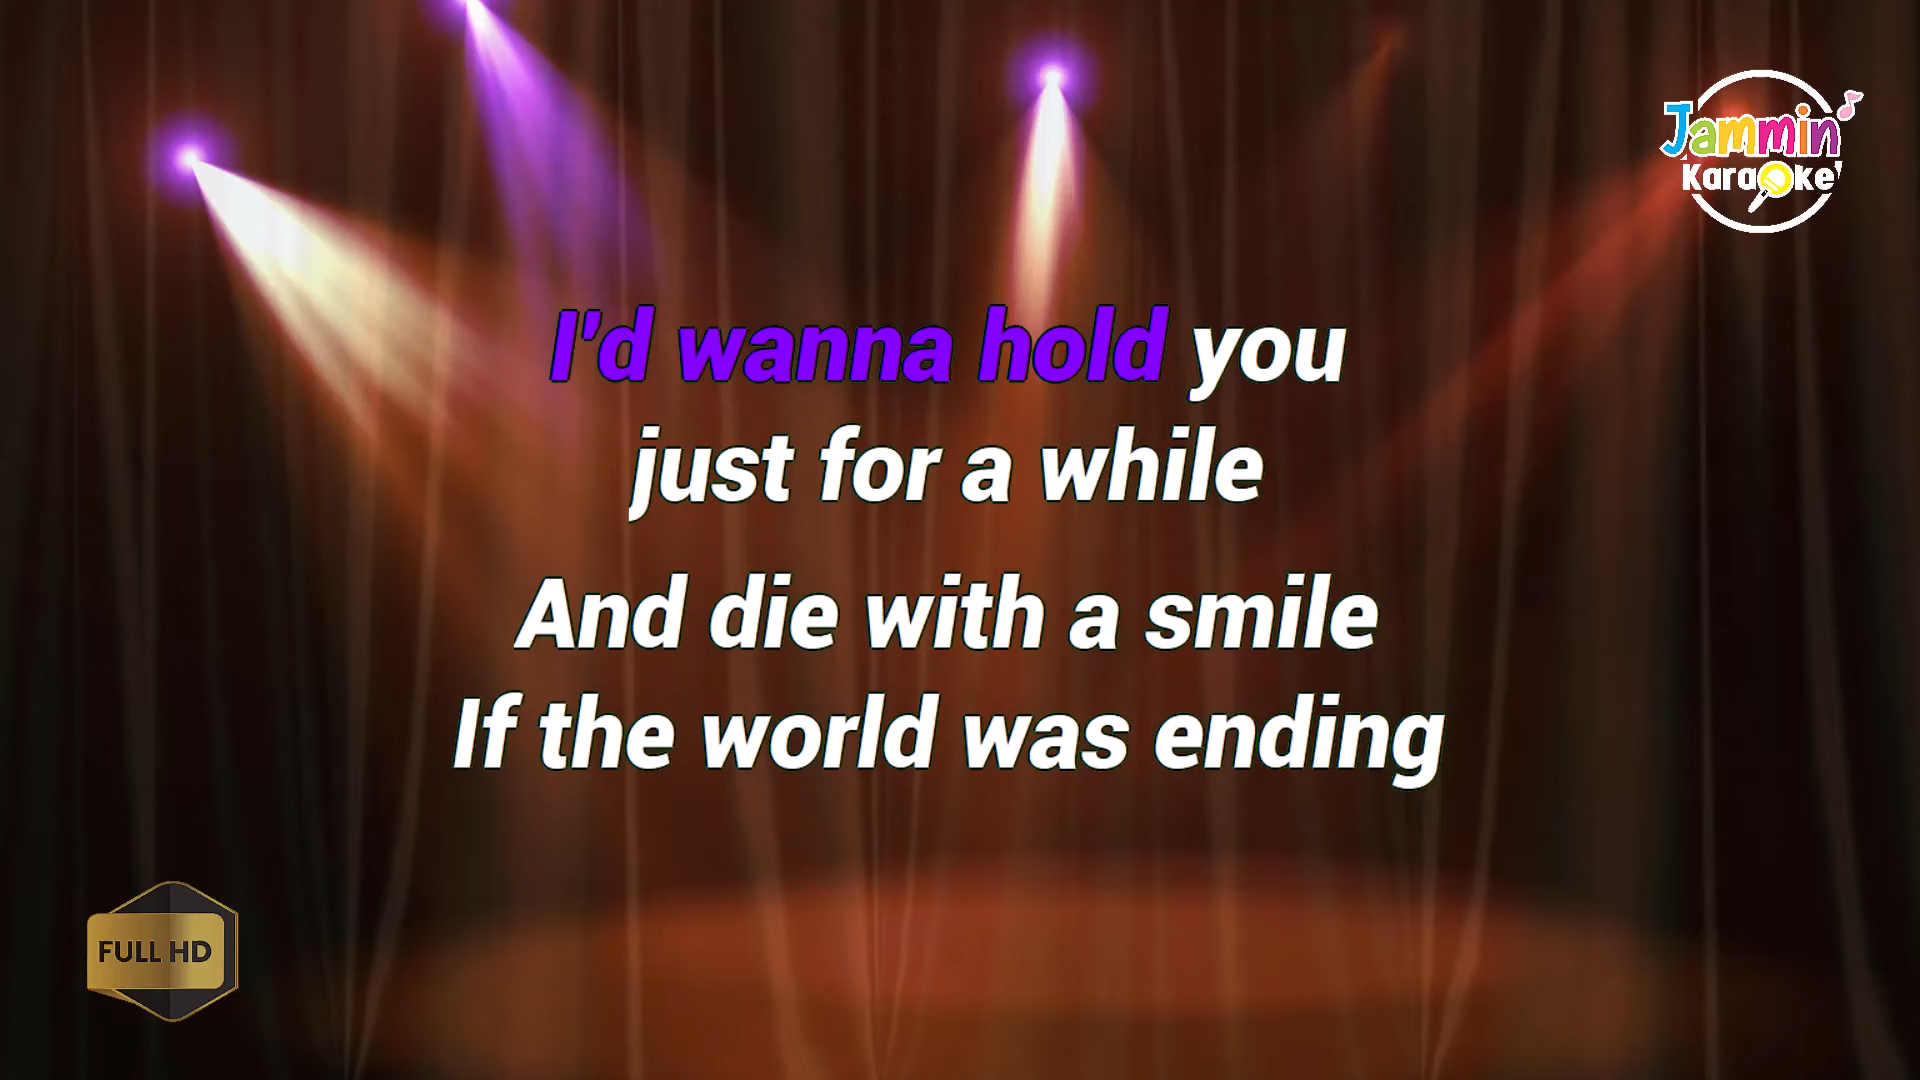 Jammin'
Karaoke
I'd wanna hold you
just for a while
And die with a smile
If the world was ending
FULL HD